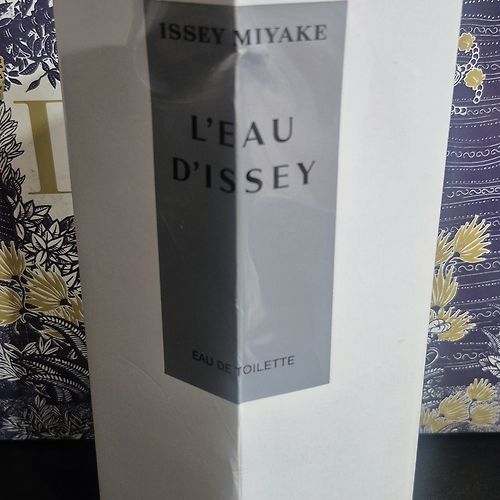 ISSEY MIYAKE
L'EAU
D'ISSEY
EAU DE TOILETTE